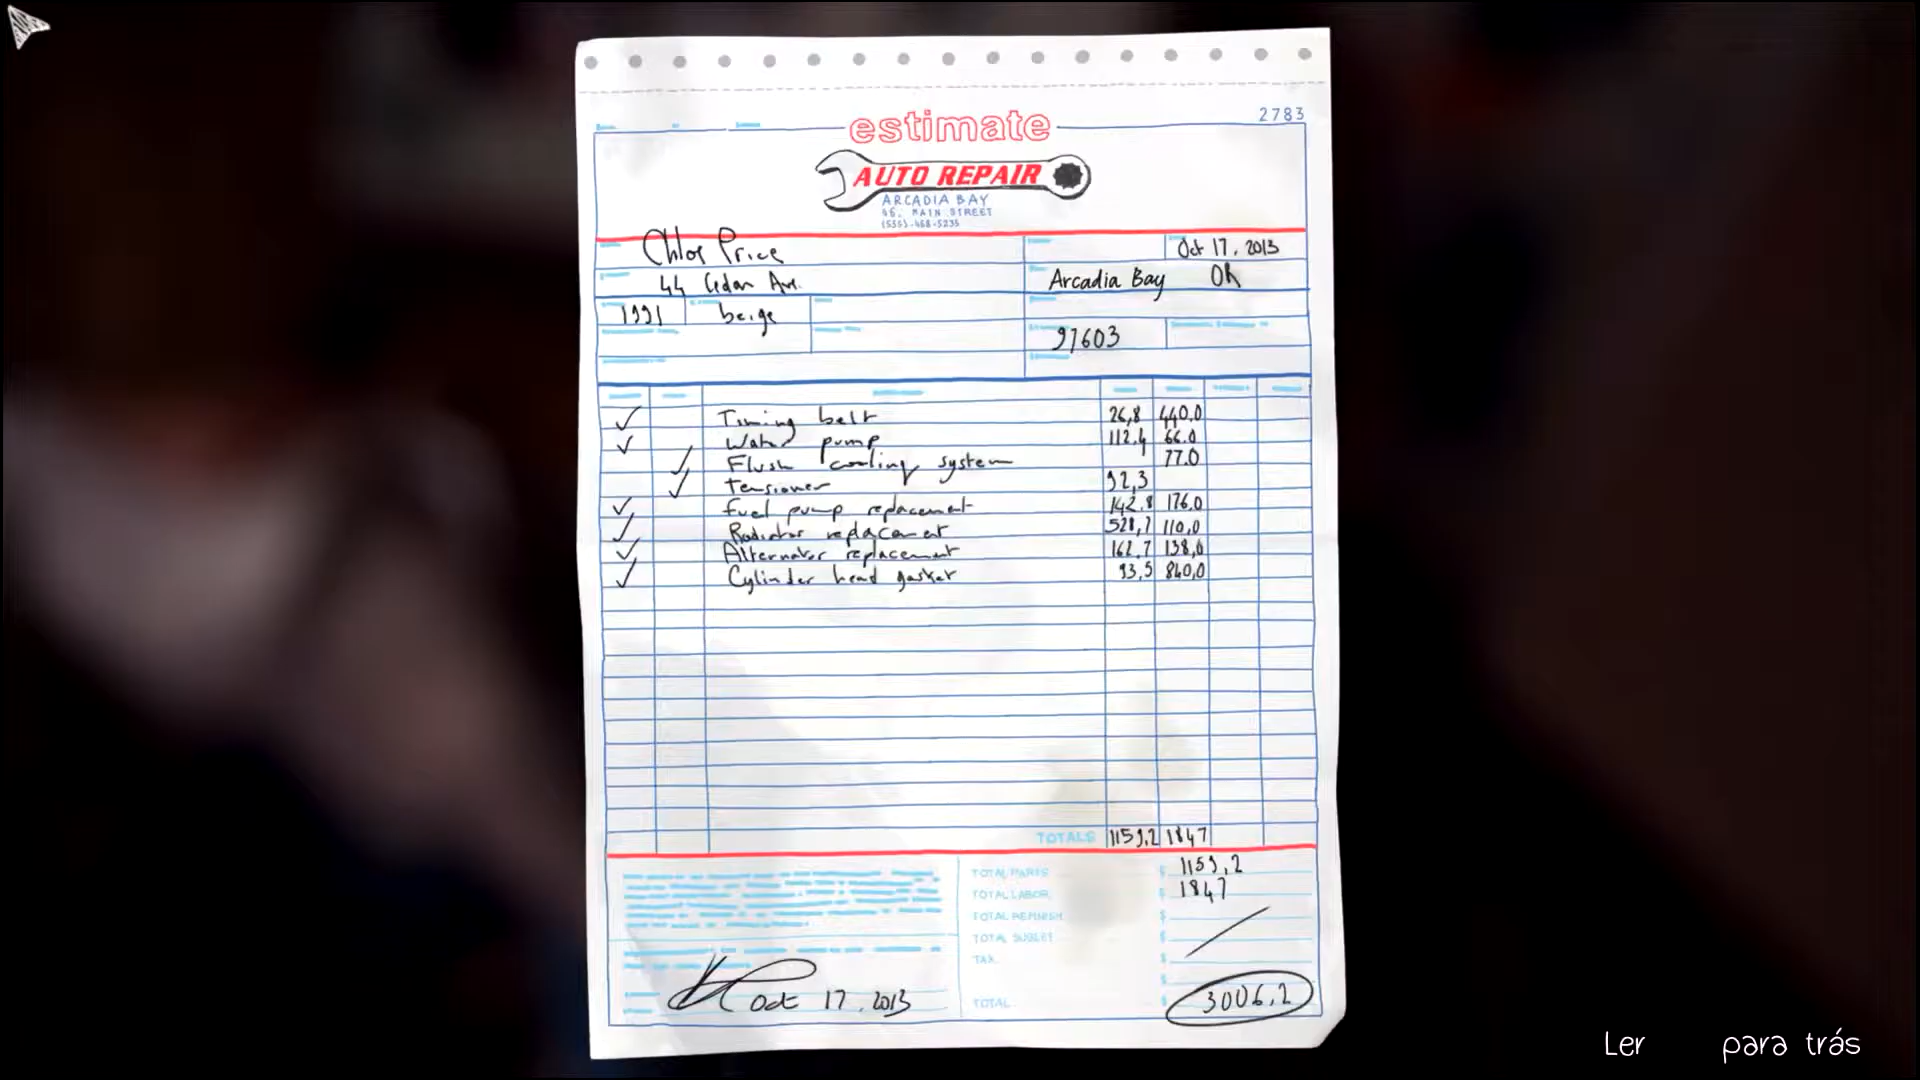 2783
estimate
AUTO REPAIR
ARCADIA BAY
46, MAIN STREET
(555)-468-5235
Chloe Price
Oct 17, 2013
44 Cedar Ave.
Arcadia Bay OR
1991 beige
97603
Timing belt 26,8 440.0
Water pump 112.4 66.0
Flush cooling system 77.0
Tensioner 92,3
Fuel pump replacement 142.8 176.0
Radiator replacement 528,7 110,0
Alternator replacement 162.7 138,0
Cylinder head gasket 93,5 840,0
TOTALS 1159,2 1847
TOTAL PARTS $ 1159,2
TOTAL LABOR $ 1847
TOTAL REFINISH $
TOTAL SUBLET $
TAX $
$
TOTAL $ 3006,2
Oct 17, 2013
Ler para trás